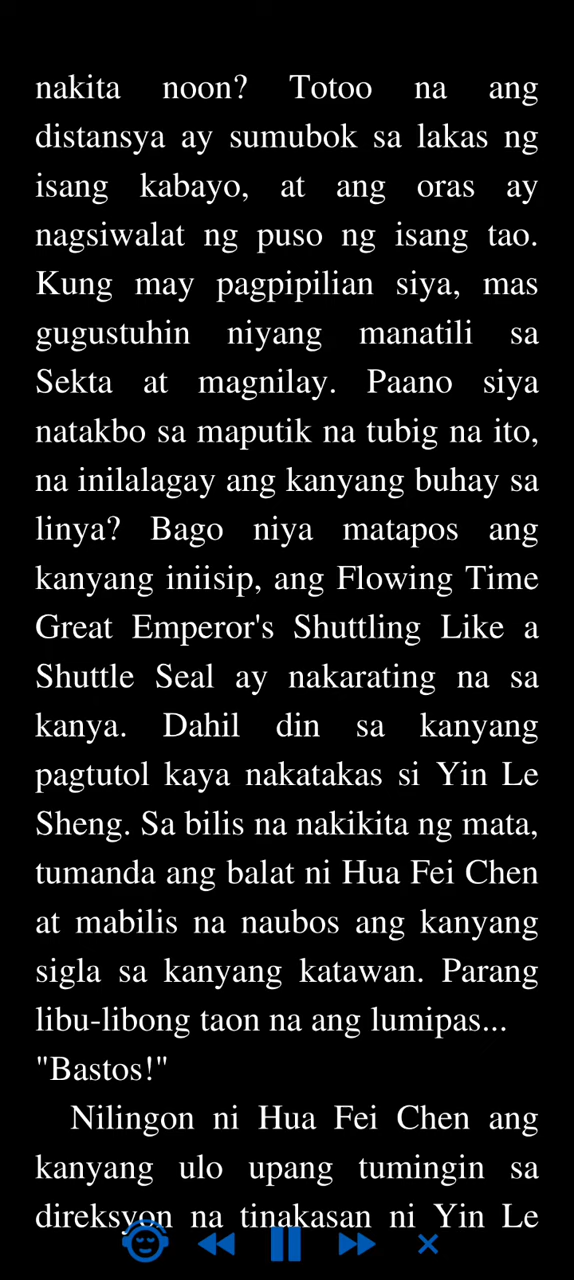 nakita noon? Totoo na ang
distansya ay sumubok sa lakas ng
isang kabayo, at ang oras ay
nagsiwalat ng puso ng isang tao.
Kung may pagpipilian siya, mas
gugustuhin niyang manatili sa
Sekta at magnilay. Paano siya
natakbo sa maputik na tubig na ito,
na inilalagay ang kanyang buhay sa
linya? Bago niya matapos ang
kanyang iniisip, ang Flowing Time
Great Emperor's Shuttling Like a
Shuttle Seal ay nakarating na sa
kanya. Dahil din sa kanyang
pagtutol kaya nakatakas si Yin Le
Sheng. Sa bilis na nakikita ng mata,
tumanda ang balat ni Hua Fei Chen
at mabilis na naubos ang kanyang
sigla sa kanyang katawan. Parang
libu-libong taon na ang lumipas...
"Bastos!"
Nilingon ni Hua Fei Chen ang
kanyang ulo upang tumingin sa
direksyon na tinakasan ni Yin Le